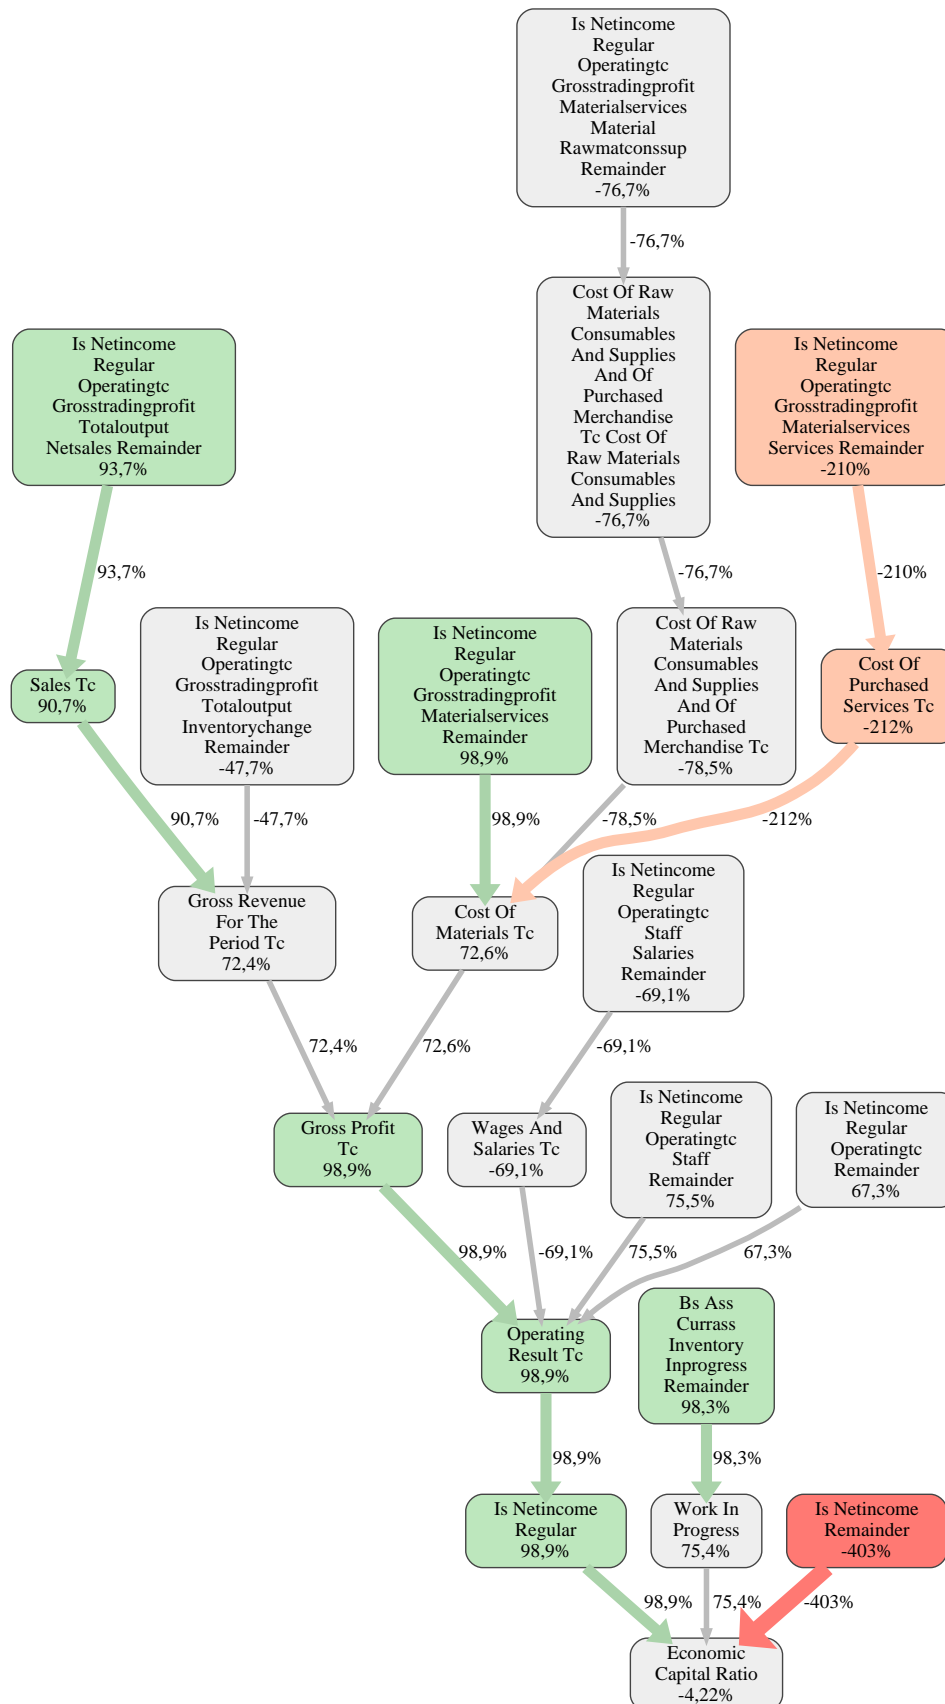 Is Netincome
Regular
Operatingtc
Grosstradingprofit
Materialservices
Material
Rawmatconssup
Remainder
-76,7%
-76,7%
Cost Of Raw
Materials
Consumables
And Supplies
And Of
Purchased
Merchandise
Tc Cost Of
Raw Materials
Consumables
And Supplies
-76,7%
Is Netincome
Regular
Operatingtc
Grosstradingprofit
Totaloutput
Netsales Remainder
93,7%
Is Netincome
Regular
Operatingtc
Grosstradingprofit
Materialservices
Services Remainder
-210%
93,7%
-76,7%
-210%
Sales Tc
90,7%
Is Netincome
Regular
Operatingtc
Grosstradingprofit
Totaloutput
Inventorychange
Remainder
-47,7%
Is Netincome
Regular
Operatingtc
Grosstradingprofit
Materialservices
Remainder
98,9%
Cost Of Raw
Materials
Consumables
And Supplies
And Of
Purchased
Merchandise Tc
-78,5%
Cost Of
Purchased
Services Tc
-212%
90,7%
-47,7%
98,9%
-78,5%
-212%
Gross Revenue
For The
Period Tc
72,4%
Cost Of
Materials Tc
72,6%
Is Netincome
Regular
Operatingtc
Staff
Salaries
Remainder
-69,1%
72,4%
72,6%
-69,1%
Gross Profit
Tc
98,9%
Wages And
Salaries Tc
-69,1%
Is Netincome
Regular
Operatingtc
Staff
Remainder
75,5%
Is Netincome
Regular
Operatingtc
Remainder
67,3%
98,9%
-69,1%
75,5%
67,3%
Operating
Result Tc
98,9%
Bs Ass
Currass
Inventory
Inprogress
Remainder
98,3%
98,9%
98,3%
Is Netincome
Regular
98,9%
Work In
Progress
75,4%
Is Netincome
Remainder
-403%
98,9%
75,4%
-403%
Economic
Capital Ratio
-4,22%